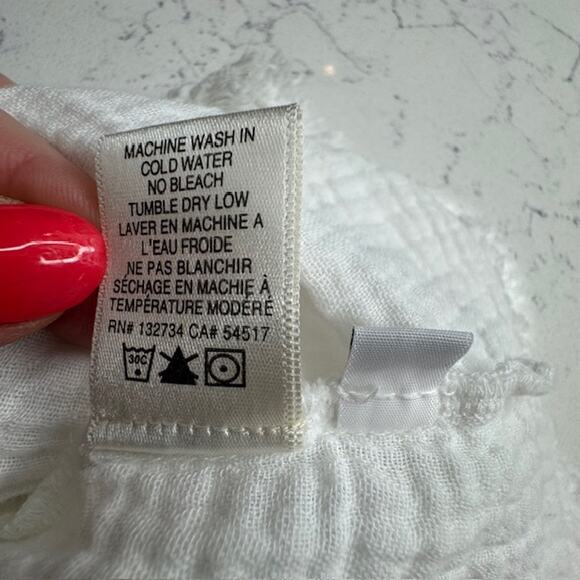 MACHINE WASH IN
COLD WATER
NO BLEACH
TUMBLE DRY LOW
LAVER EN MACHINE A
L'EAU FROIDE
NE PAS BLANCHIR
SÉCHAGE EN MACHIE À
TEMPÉRATURE MODÉRÉ
RN# 132734 CA# 54517
30C